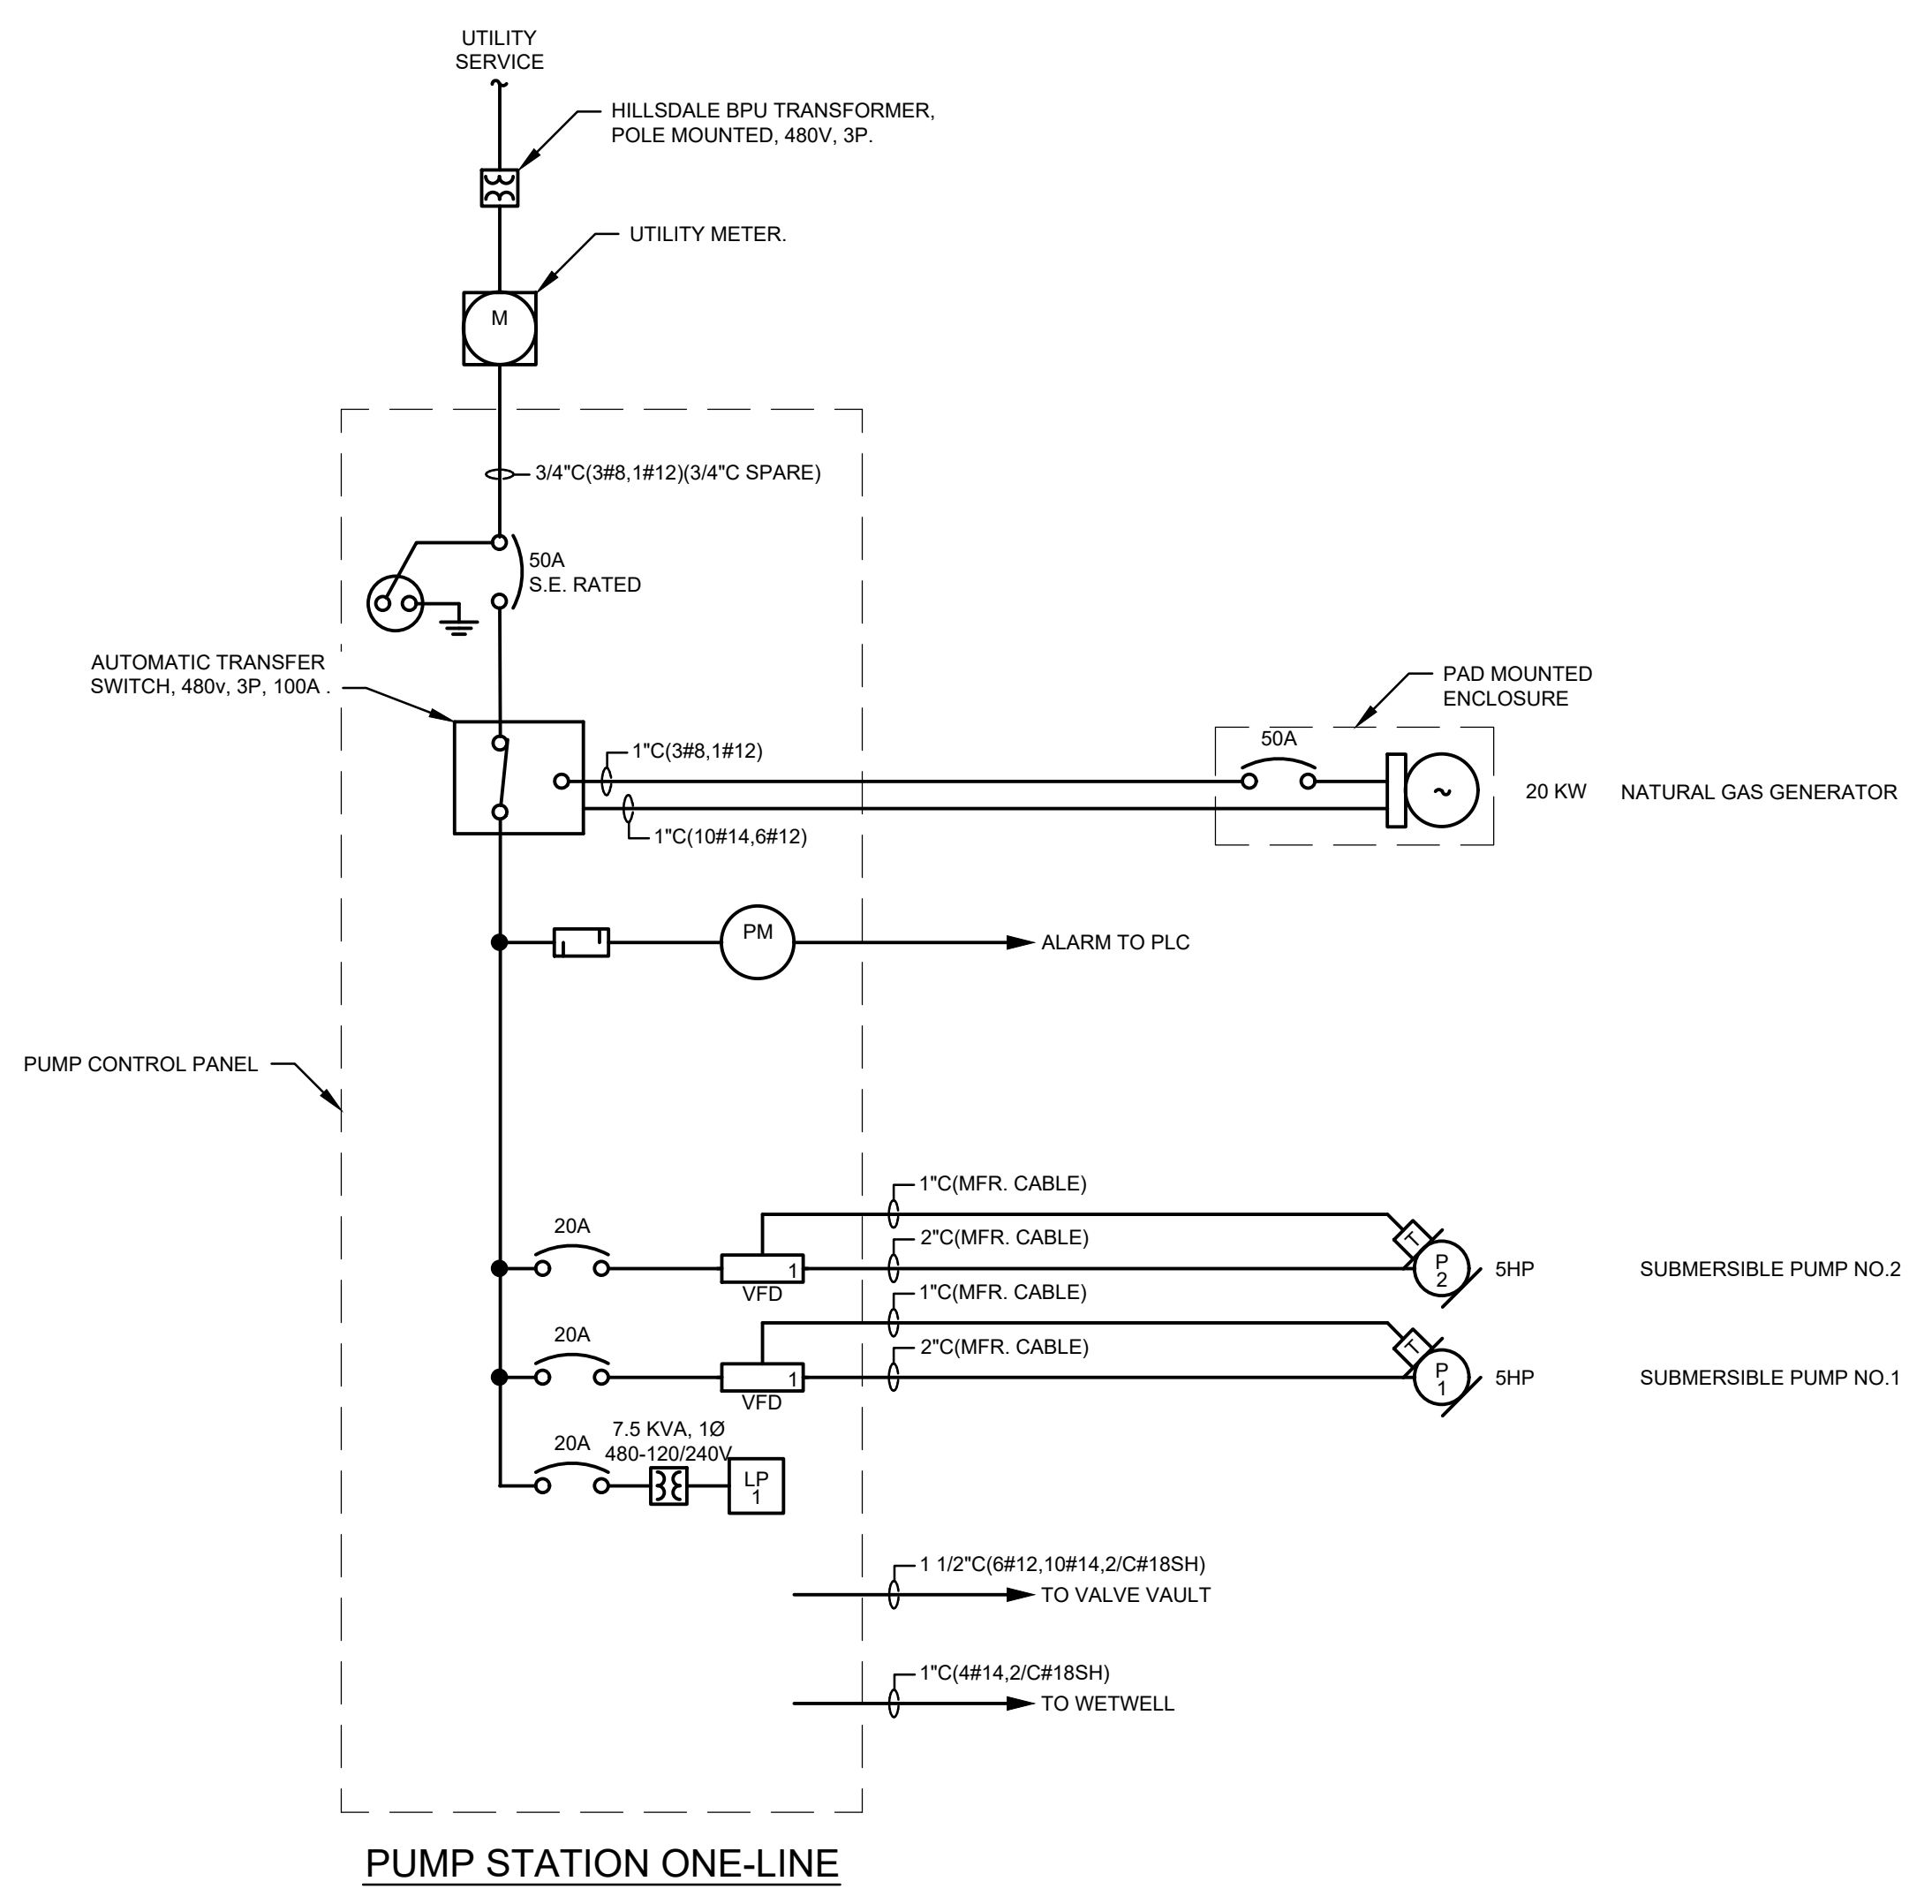 UTILITY
SERVICE
HILLSDALE BPU TRANSFORMER,
POLE MOUNTED, 480V, 3P.
UTILITY METER.
M
3/4"C(3#8,1#12)(3/4"C SPARE)
50A
S.E. RATED
AUTOMATIC TRANSFER
SWITCH, 480v, 3P, 100A .
PAD MOUNTED
ENCLOSURE
1"C(3#8,1#12)
50A
~
20 KW
NATURAL GAS GENERATOR
1"C(10#14,6#12)
PM
ALARM TO PLC
PUMP CONTROL PANEL
1"C(MFR. CABLE)
20A
2"C(MFR. CABLE)
T
1
VFD
P
2
5HP
SUBMERSIBLE PUMP NO.2
1"C(MFR. CABLE)
20A
2"C(MFR. CABLE)
T
1
VFD
P
1
5HP
SUBMERSIBLE PUMP NO.1
20A
7.5 KVA, 1Ø
480-120/240V
LP
1
1 1/2"C(6#12,10#14,2/C#18SH)
TO VALVE VAULT
1"C(4#14,2/C#18SH)
TO WETWELL
PUMP STATION ONE-LINE